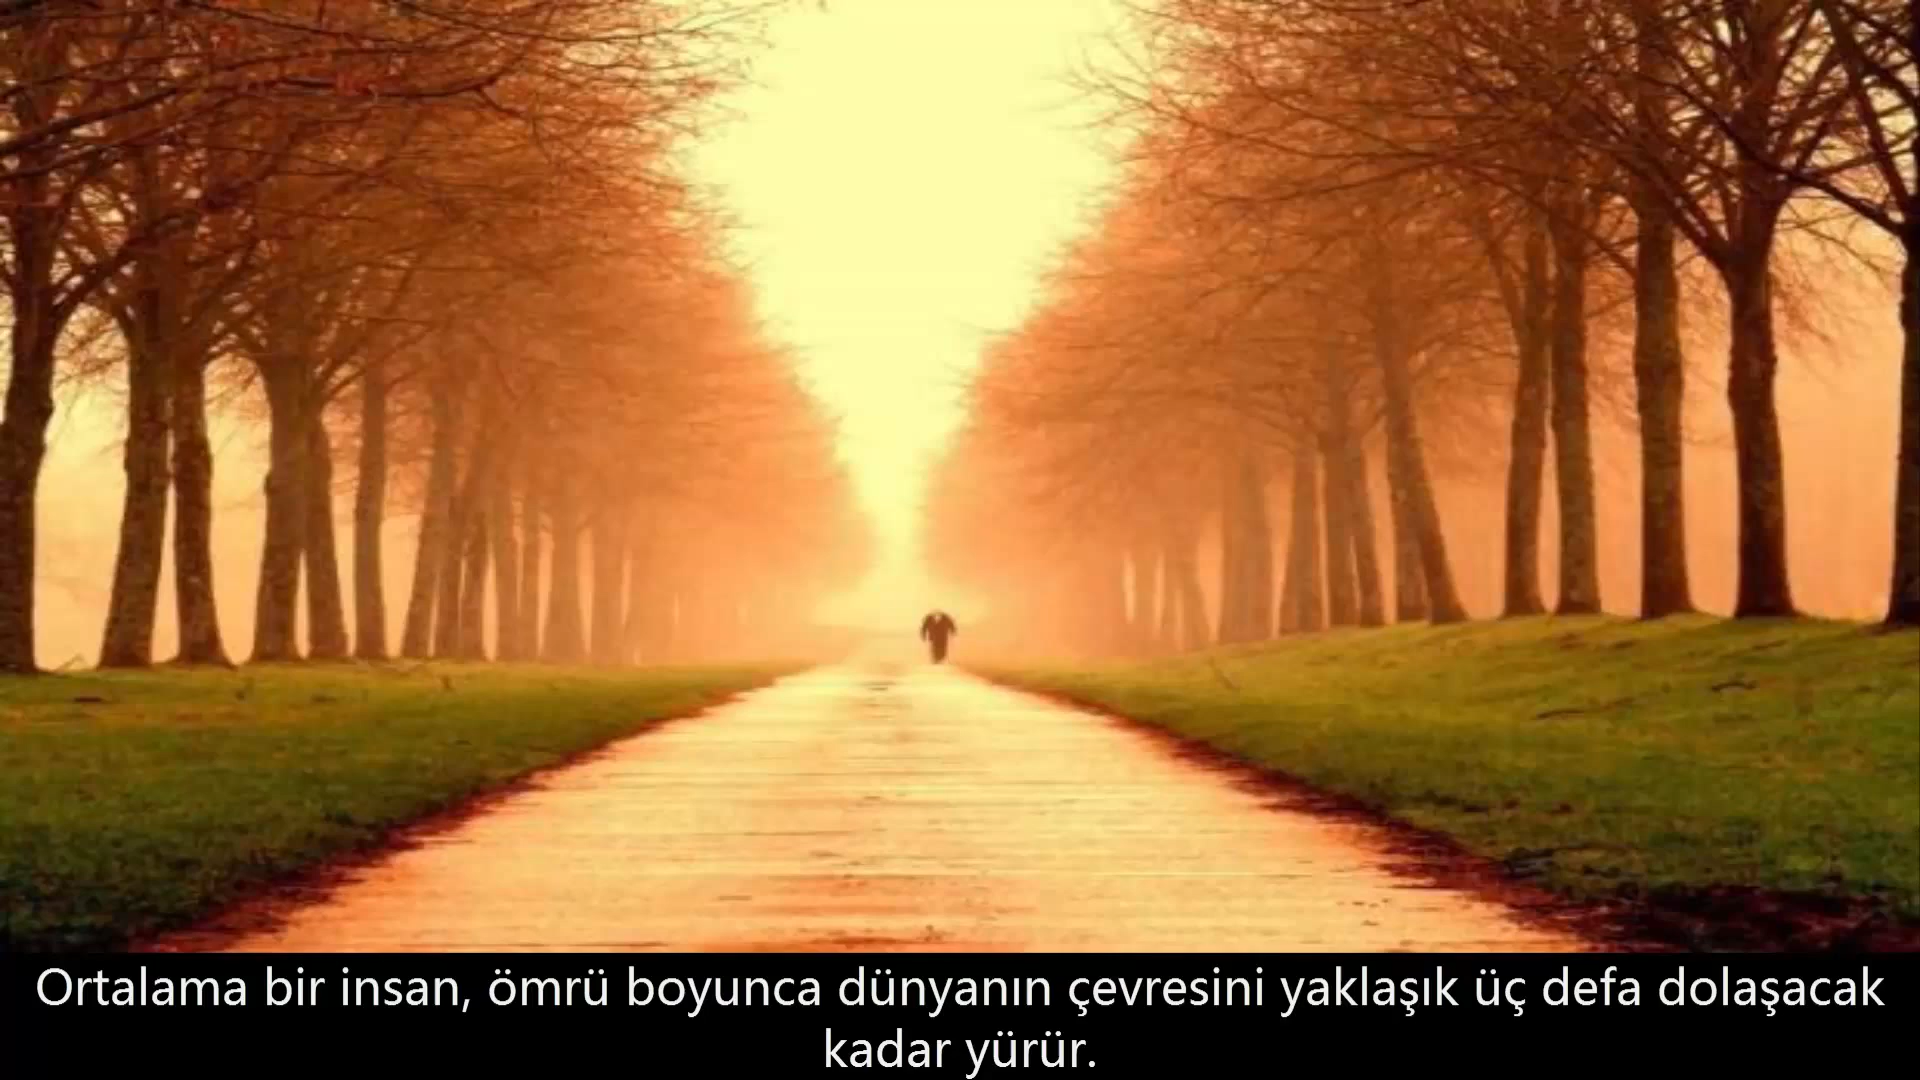 Ortalama bir insan, ömrü boyunca dünyanın çevresini yaklaşık üç defa dolaşacak
kadar yürür.